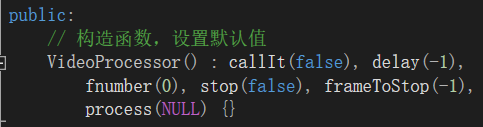 public:
// 构造函数，设置默认值
VideoProcessor() : callIt(false), delay(-1),
fnumber(0), stop(false), frameToStop(-1),
process(NULL) {}